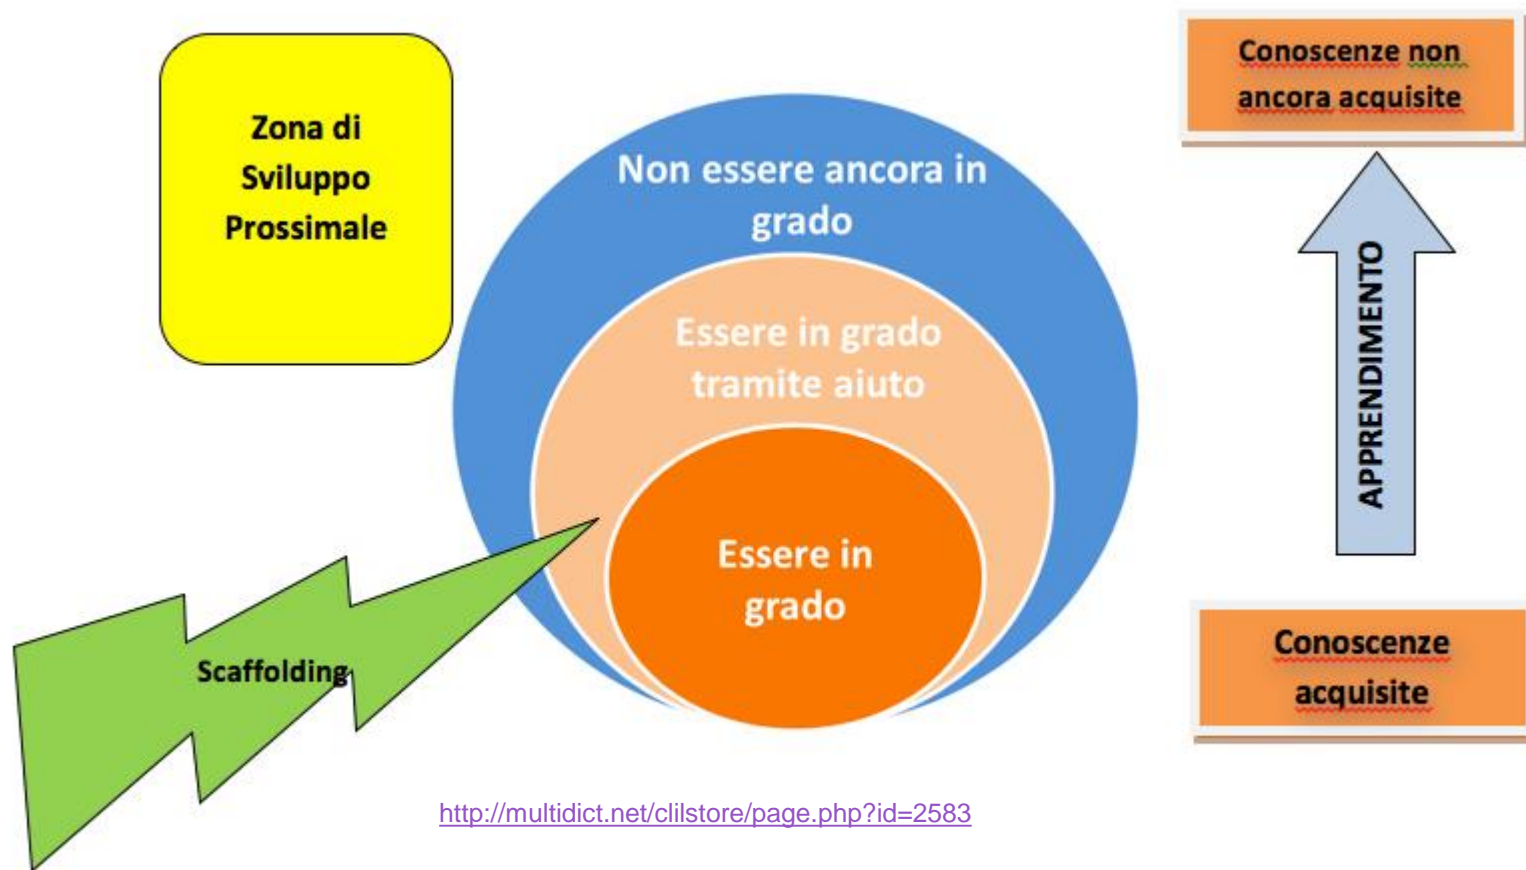 Zona di
Sviluppo
Prossimale
Non essere ancora in
grado
Essere in grado
tramite aiuto
Essere in
grado
Scaffolding
Conoscenze non
ancora acquisite
APPRENDIMENTO
Conoscenze
acquisite
http://multidict.net/clilstore/page.php?id=2583